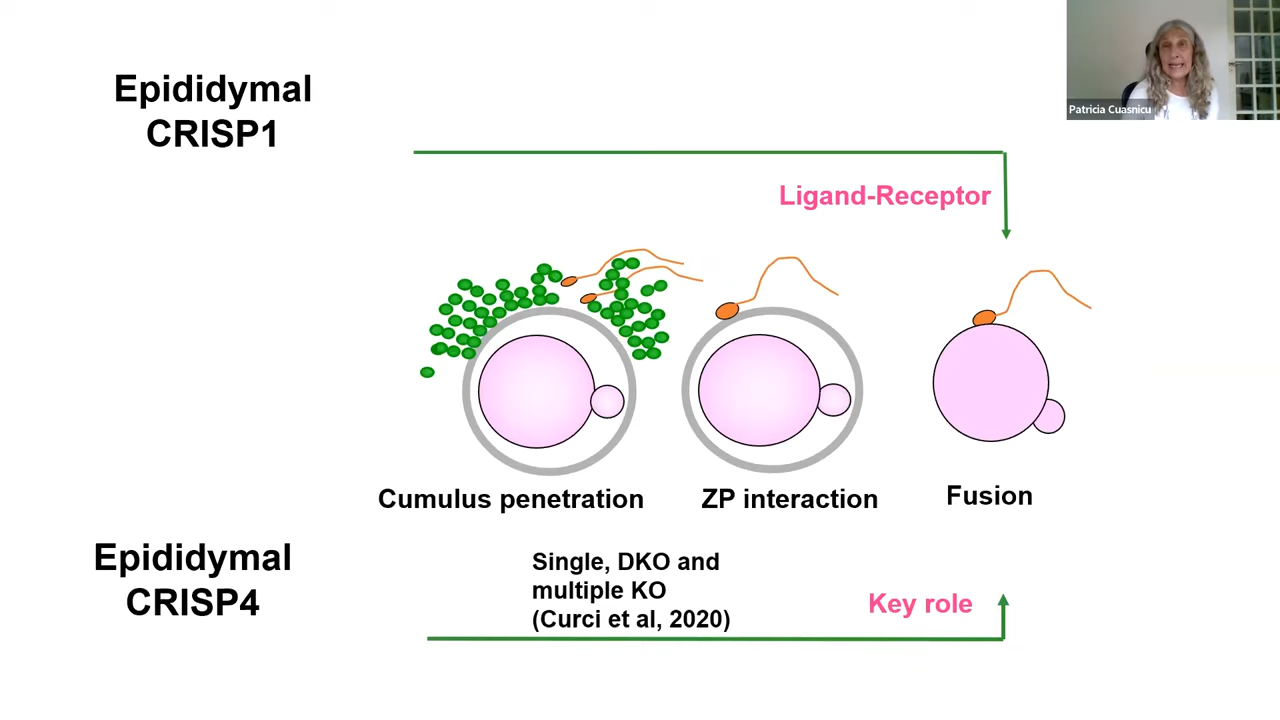 Patricia Cuasnicu
Epididymal
CRISP1
Ligand-Receptor
Cumulus penetration
ZP interaction
Fusion
Epididymal
CRISP4
Single, DKO and
multiple KO
(Curci et al, 2020)
Key role